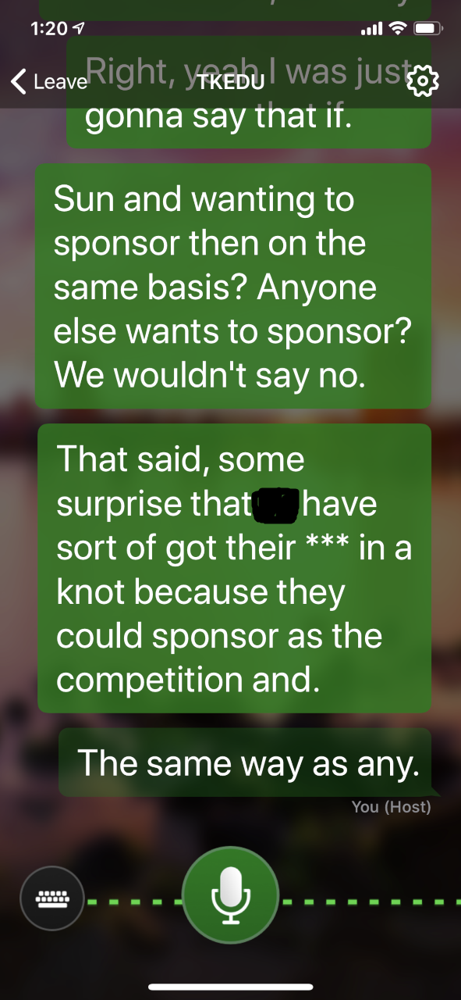 1:20
Leave
TKEDU
Right, yeah I was just
gonna say that if.
Sun and wanting to
sponsor then on the
same basis? Anyone
else wants to sponsor?
We wouldn't say no.
That said, some
surprise that have
sort of got their *** in a
knot because they
could sponsor as the
competition and.
The same way as any.
You (Host)